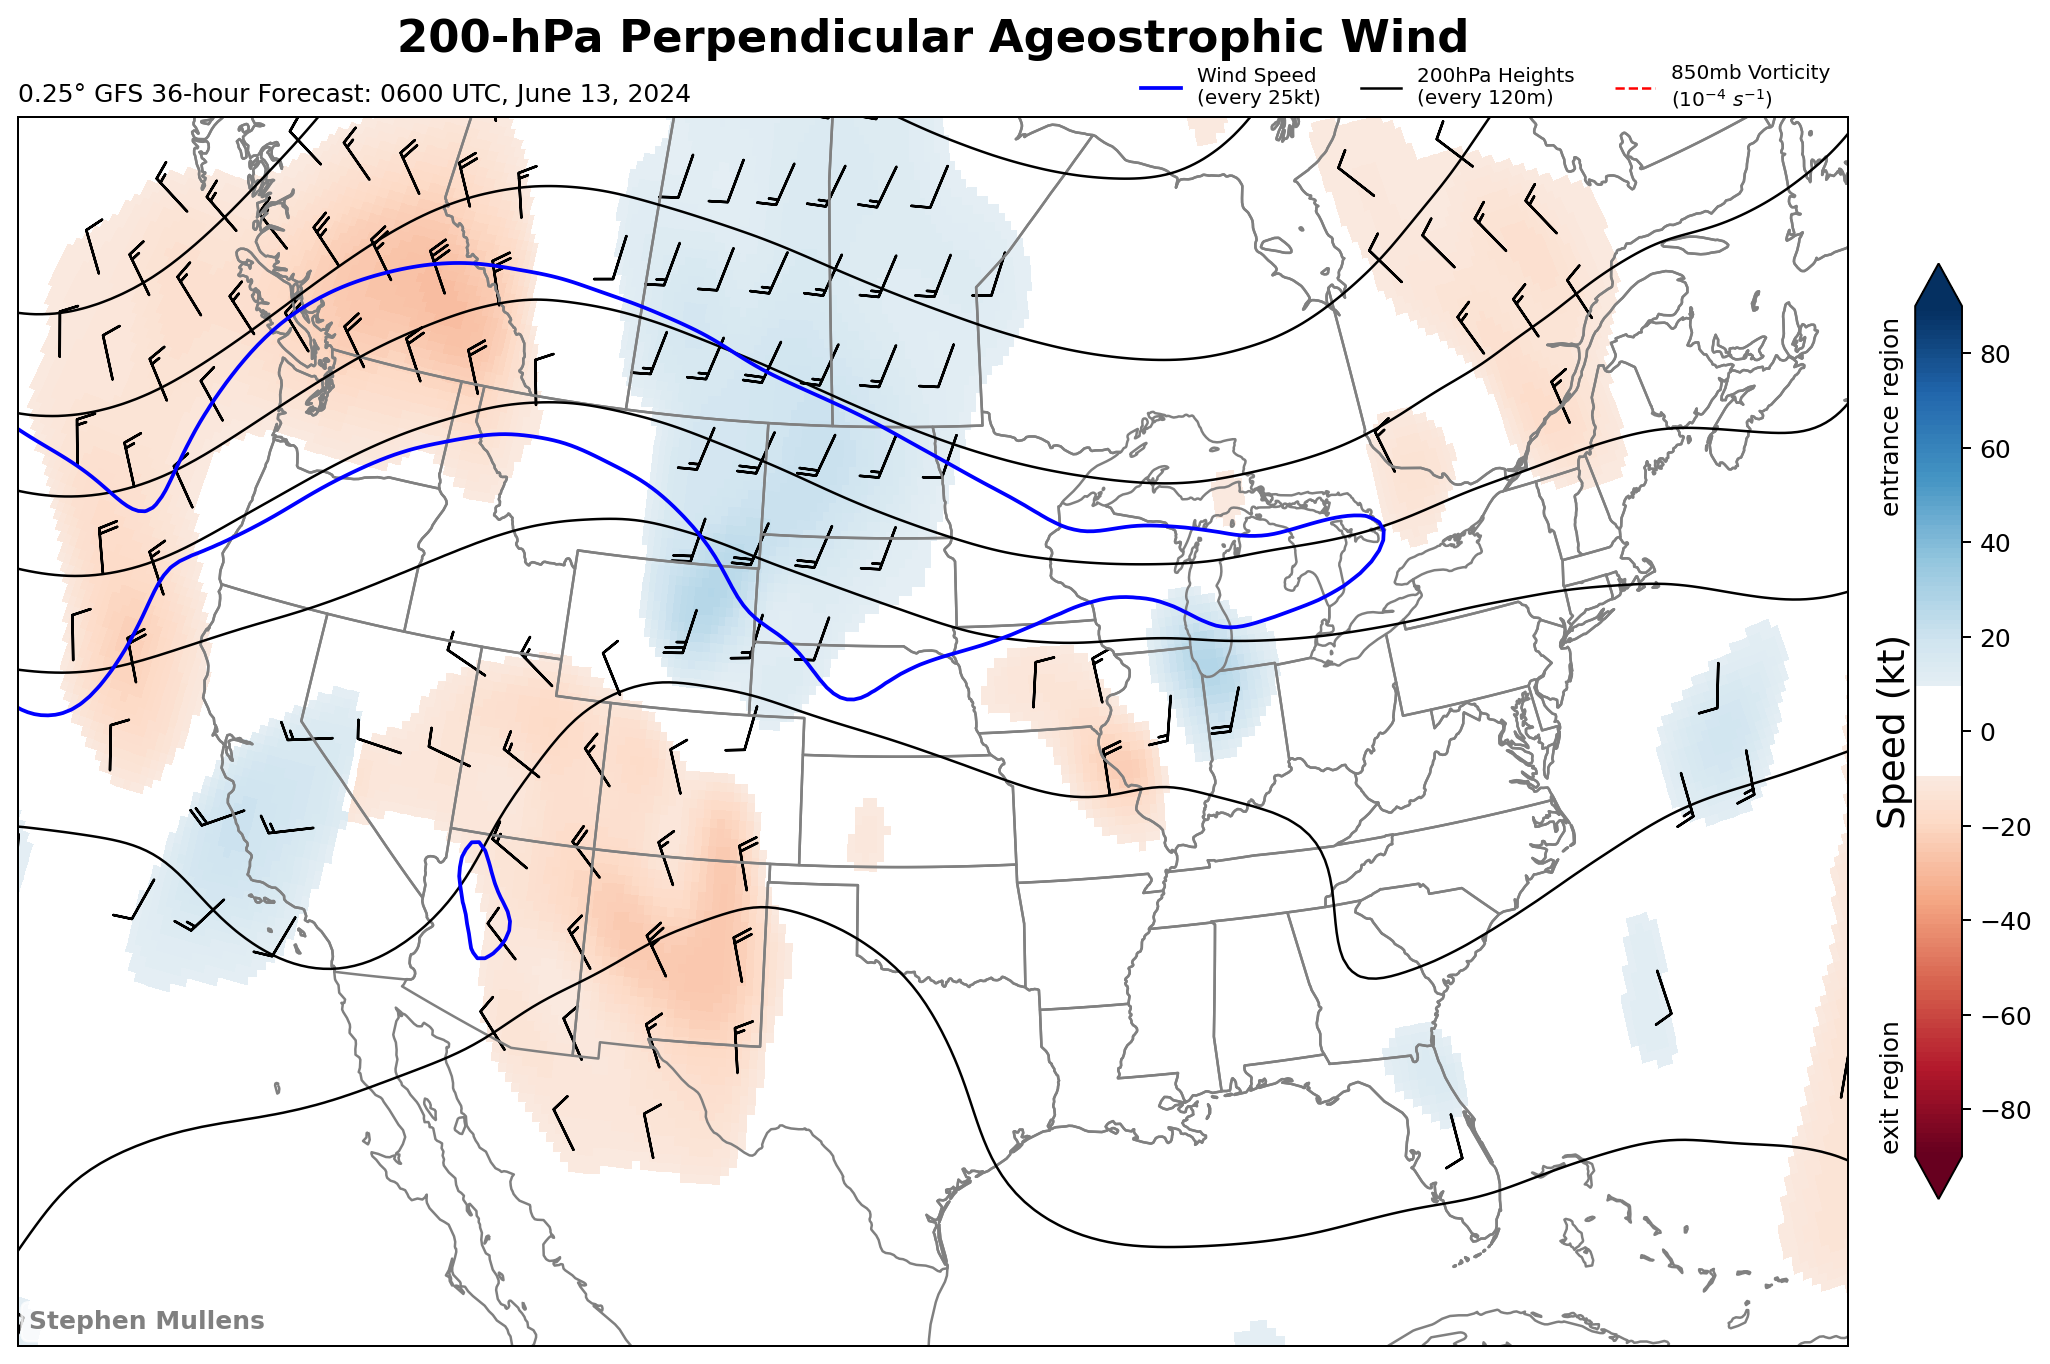 200-hPa Perpendicular Ageostrophic Wind
0.25° GFS 36-hour Forecast: 0600 UTC, June 13, 2024
Wind Speed
(every 25kt)
200hPa Heights
(every 120m)
850mb Vorticity
(10⁻⁴ s⁻¹)
80
60
40
20
0
−20
−40
−60
−80
entrance region
Speed (kt)
exit region
Stephen Mullens